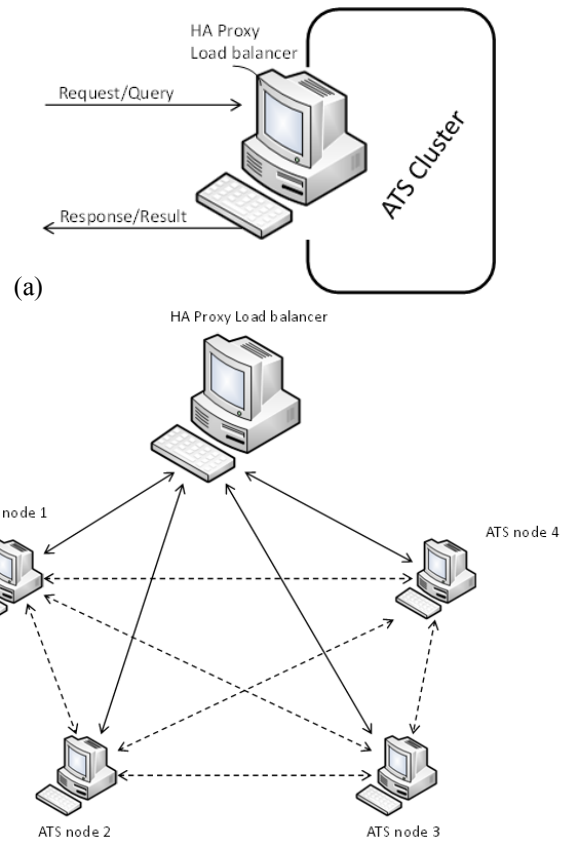 HA Proxy
Load balancer
Request/Query
ATS Cluster
Response/Result
(a)
HA Proxy Load balancer
node 1
ATS node 4
ATS node 2
ATS node 3